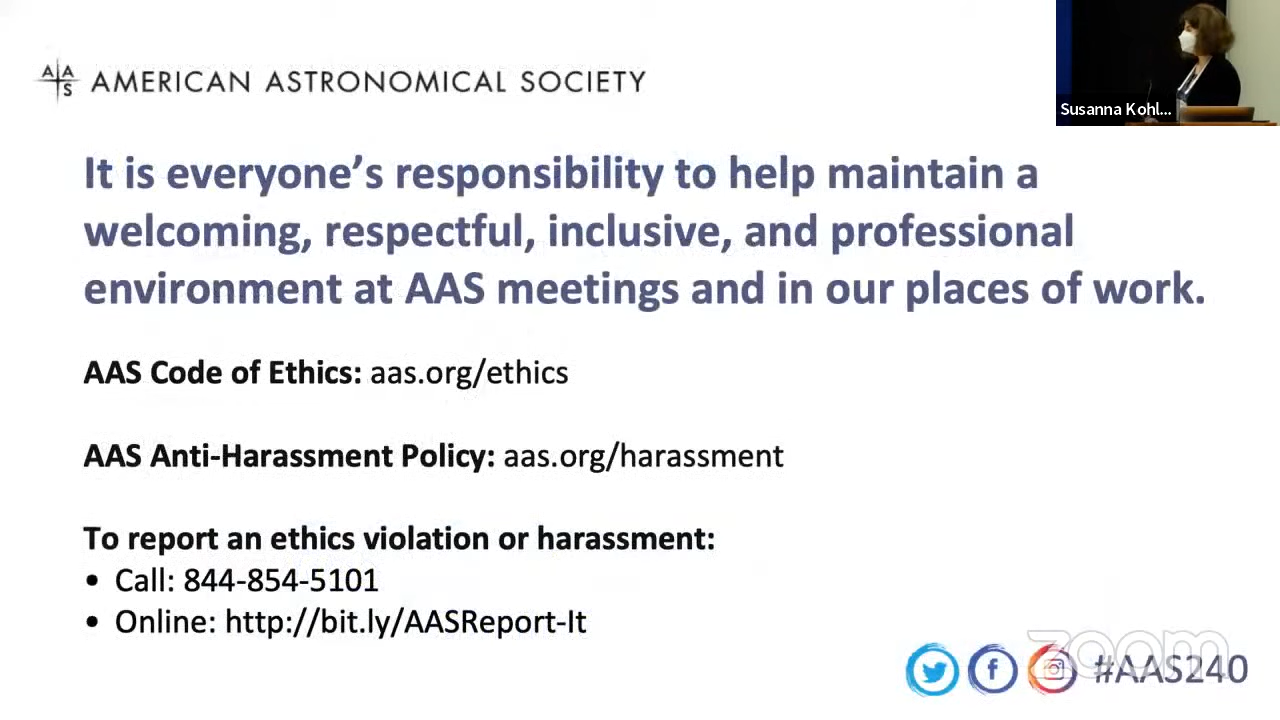 AAS
AMERICAN ASTRONOMICAL SOCIETY
Susanna Kohl...
It is everyone's responsibility to help maintain a
welcoming, respectful, inclusive, and professional
environment at AAS meetings and in our places of work.
AAS Code of Ethics: aas.org/ethics
AAS Anti-Harassment Policy: aas.org/harassment
To report an ethics violation or harassment:
• Call: 844-854-5101
• Online: http://bit.ly/AASReport-It
zoom
#AAS240